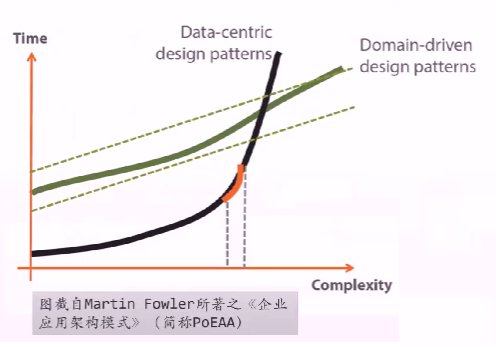 Time
Data-centric
design patterns
Domain-driven
design patterns
Complexity
图截自Martin Fowler所著之《企业
应用架构模式》（简称PoEAA）